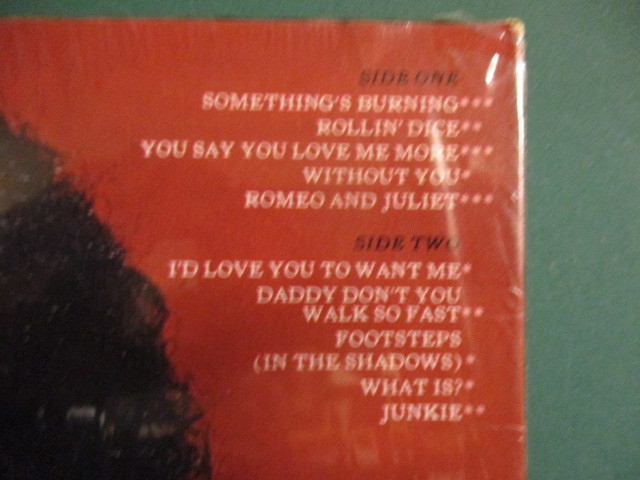 SIDE ONE
SOMETHING'S BURNING***
ROLLIN' DICE**
YOU SAY YOU LOVE ME MORE***
WITHOUT YOU*
ROMEO AND JULIET***
SIDE TWO
I'D LOVE YOU TO WANT ME*
DADDY DON'T YOU
WALK SO FAST**
FOOTSTEPS
(IN THE SHADOWS)*
WHAT IS?*
JUNKIE**